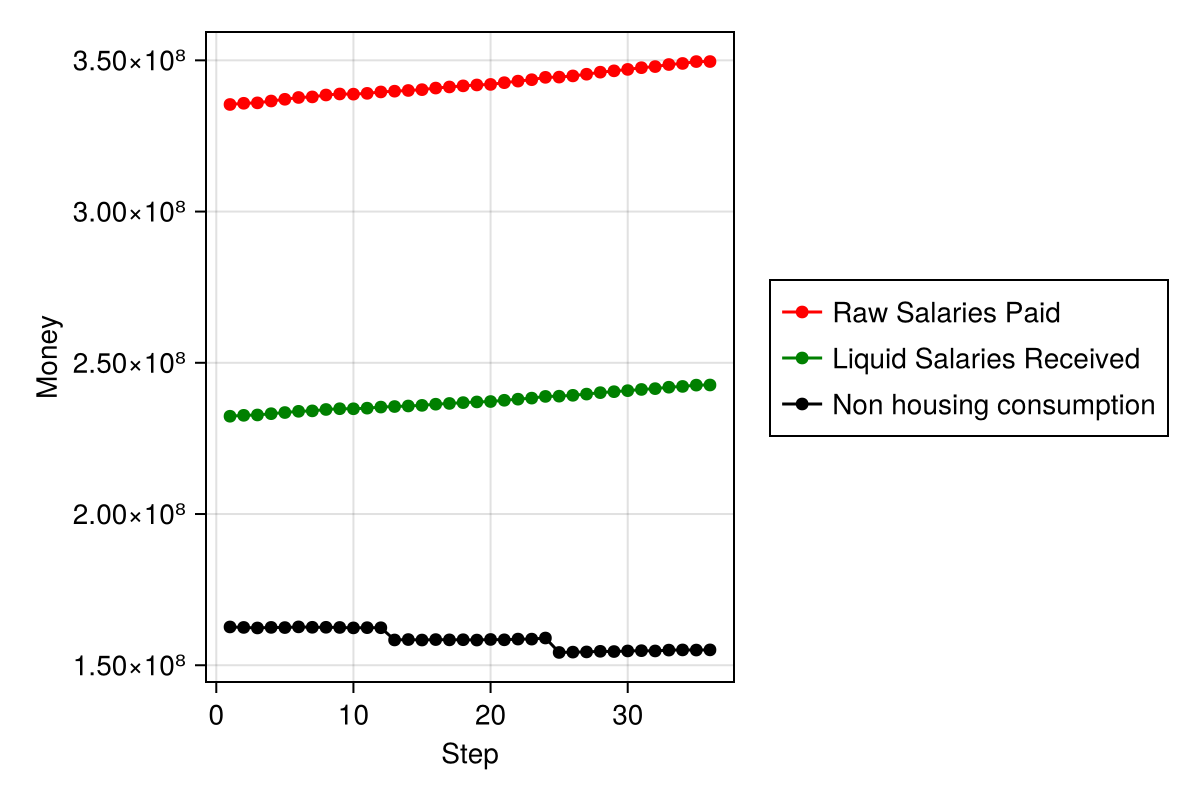 3.50×10⁸
3.00×10⁸
2.50×10⁸
2.00×10⁸
1.50×10⁸
Money
0 10 20 30
Step
Raw Salaries Paid
Liquid Salaries Received
Non housing consumption